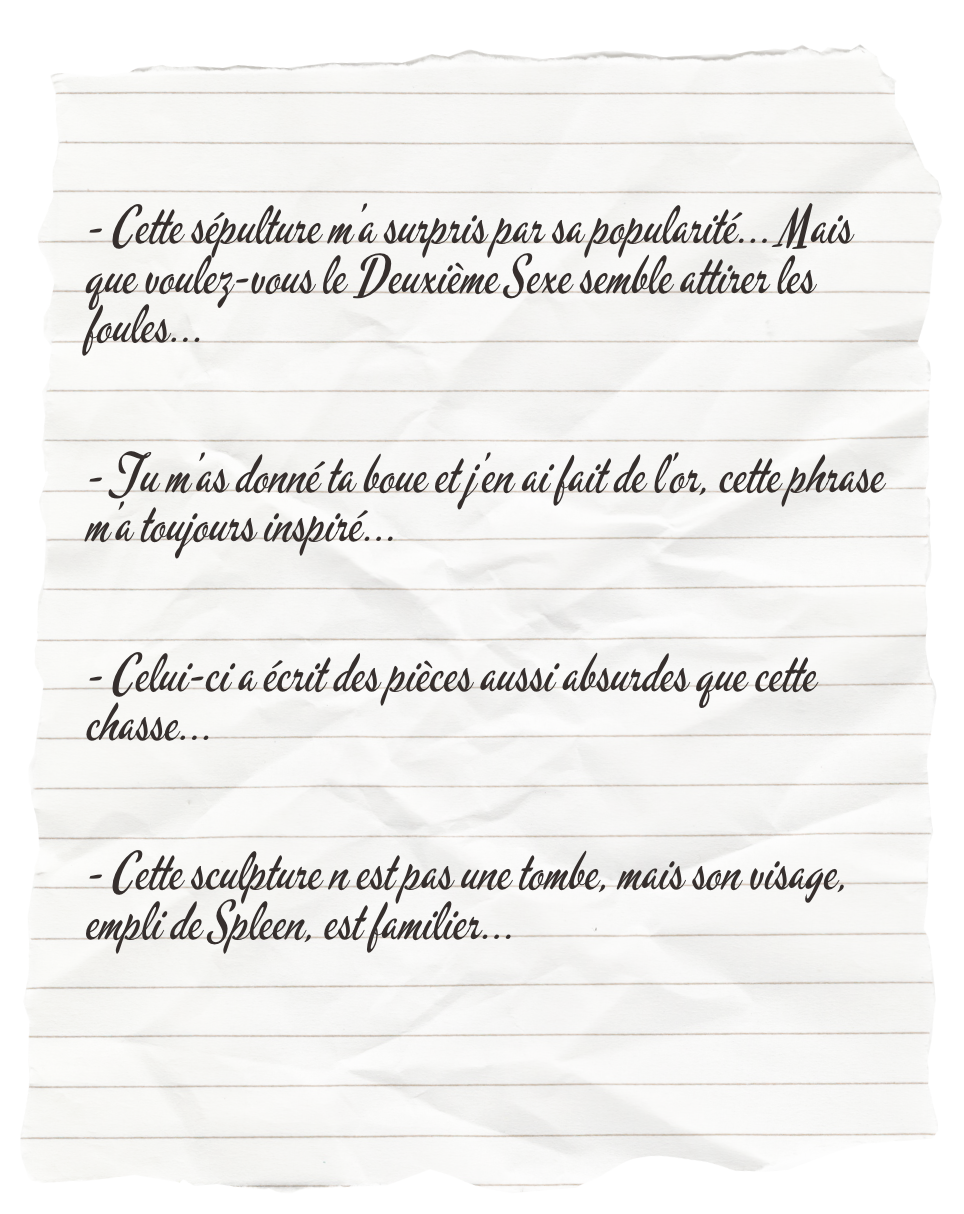 - Cette sépulture m'a surpris par sa popularité... Mais
que voulez-vous le Deuxième Sexe semble attirer les
foules...
- Tu m'as donné ta boue et j'en ai fait de l'or, cette phrase
m'a toujours inspiré...
- Celui-ci a écrit des pièces aussi absurdes que cette
chasse...
- Cette sculpture n est pas une tombe, mais son visage,
empli de Spleen, est familier...